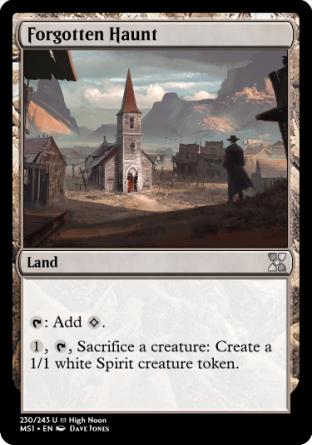 Forgotten Haunt
Land
: Add .
1, , Sacrifice a creature: Create a
1/1 white Spirit creature token.
230/243 U High Noon
MSI • EN Dave Jones